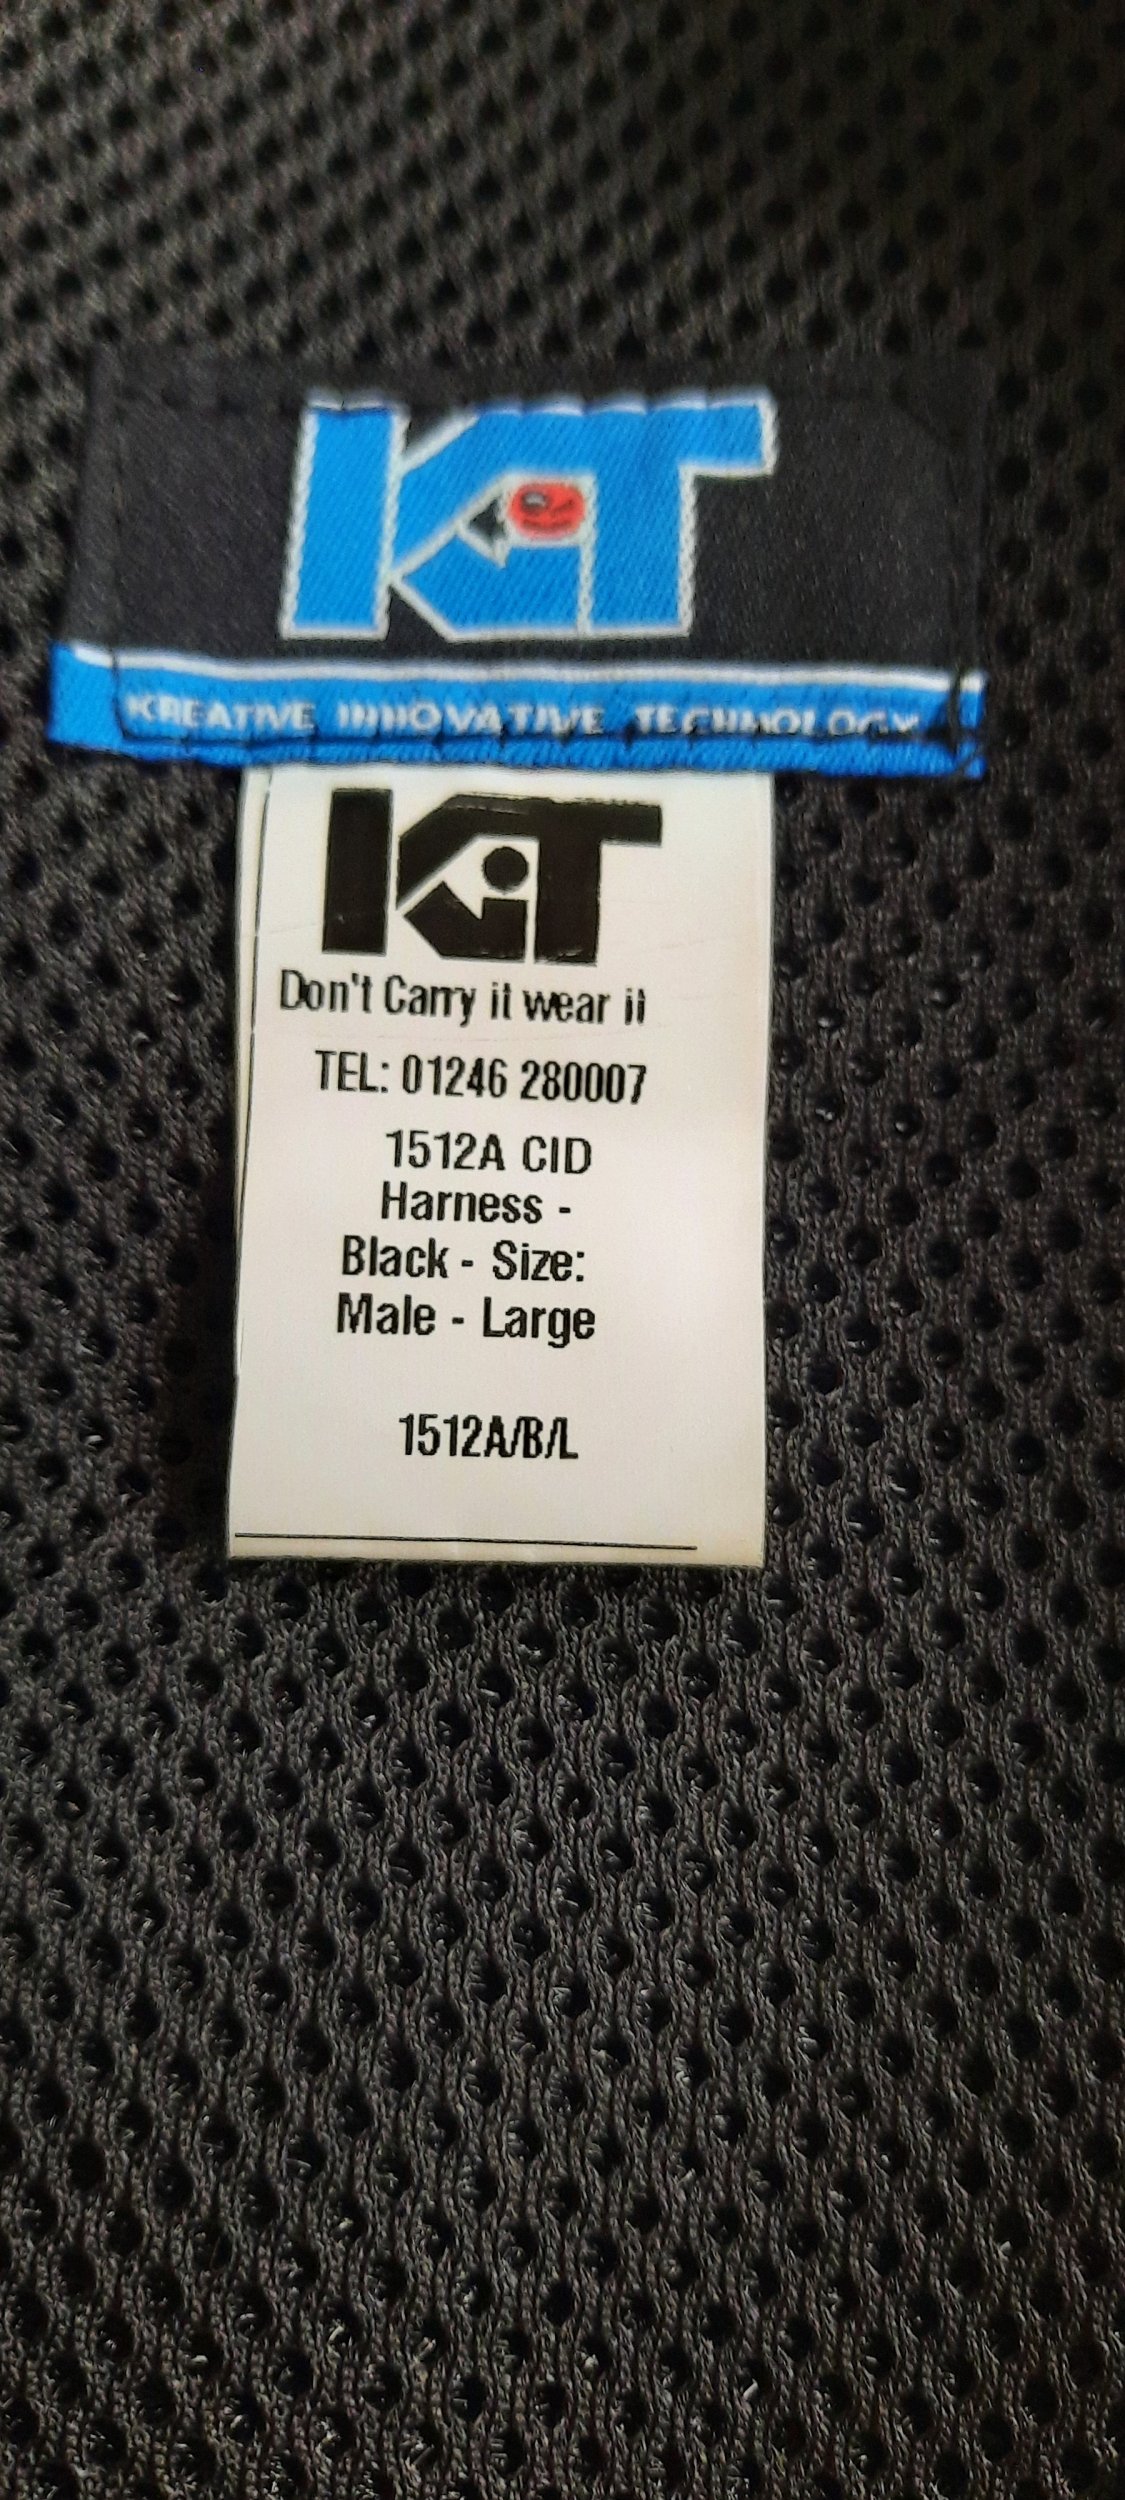 KiT
KREATIVE INNOVATIVE TECHNOLOGY
KiT
Don't Carry it wear it
TEL: 01246 280007
1512A CID
Harness -
Black - Size:
Male - Large
1512A/B/L